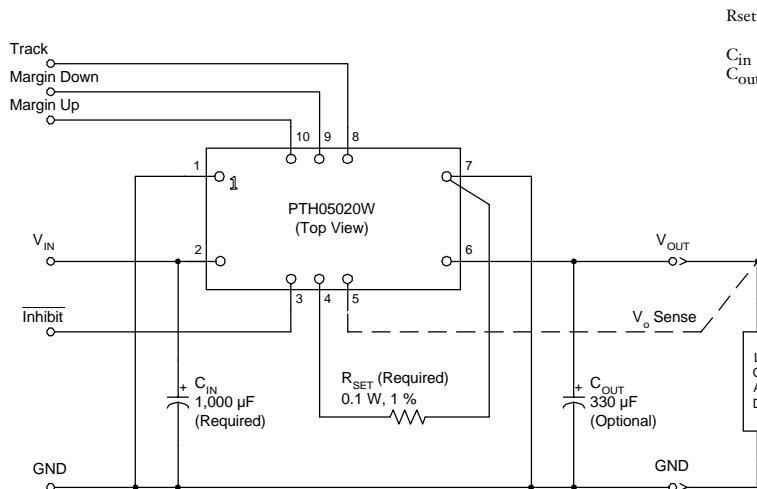 Rset
Cin
Cout
Track
Margin Down
Margin Up
10 9 8
1
7
1
PTH05020W
(Top View)
VIN
2
6
VOUT
Inhibit
3
4
5
Vo Sense
RSET (Required)
0.1 W, 1 %
+
CIN
1,000 µF
(Required)
+
COUT
330 µF
(Optional)
L
O
A
D
GND
GND